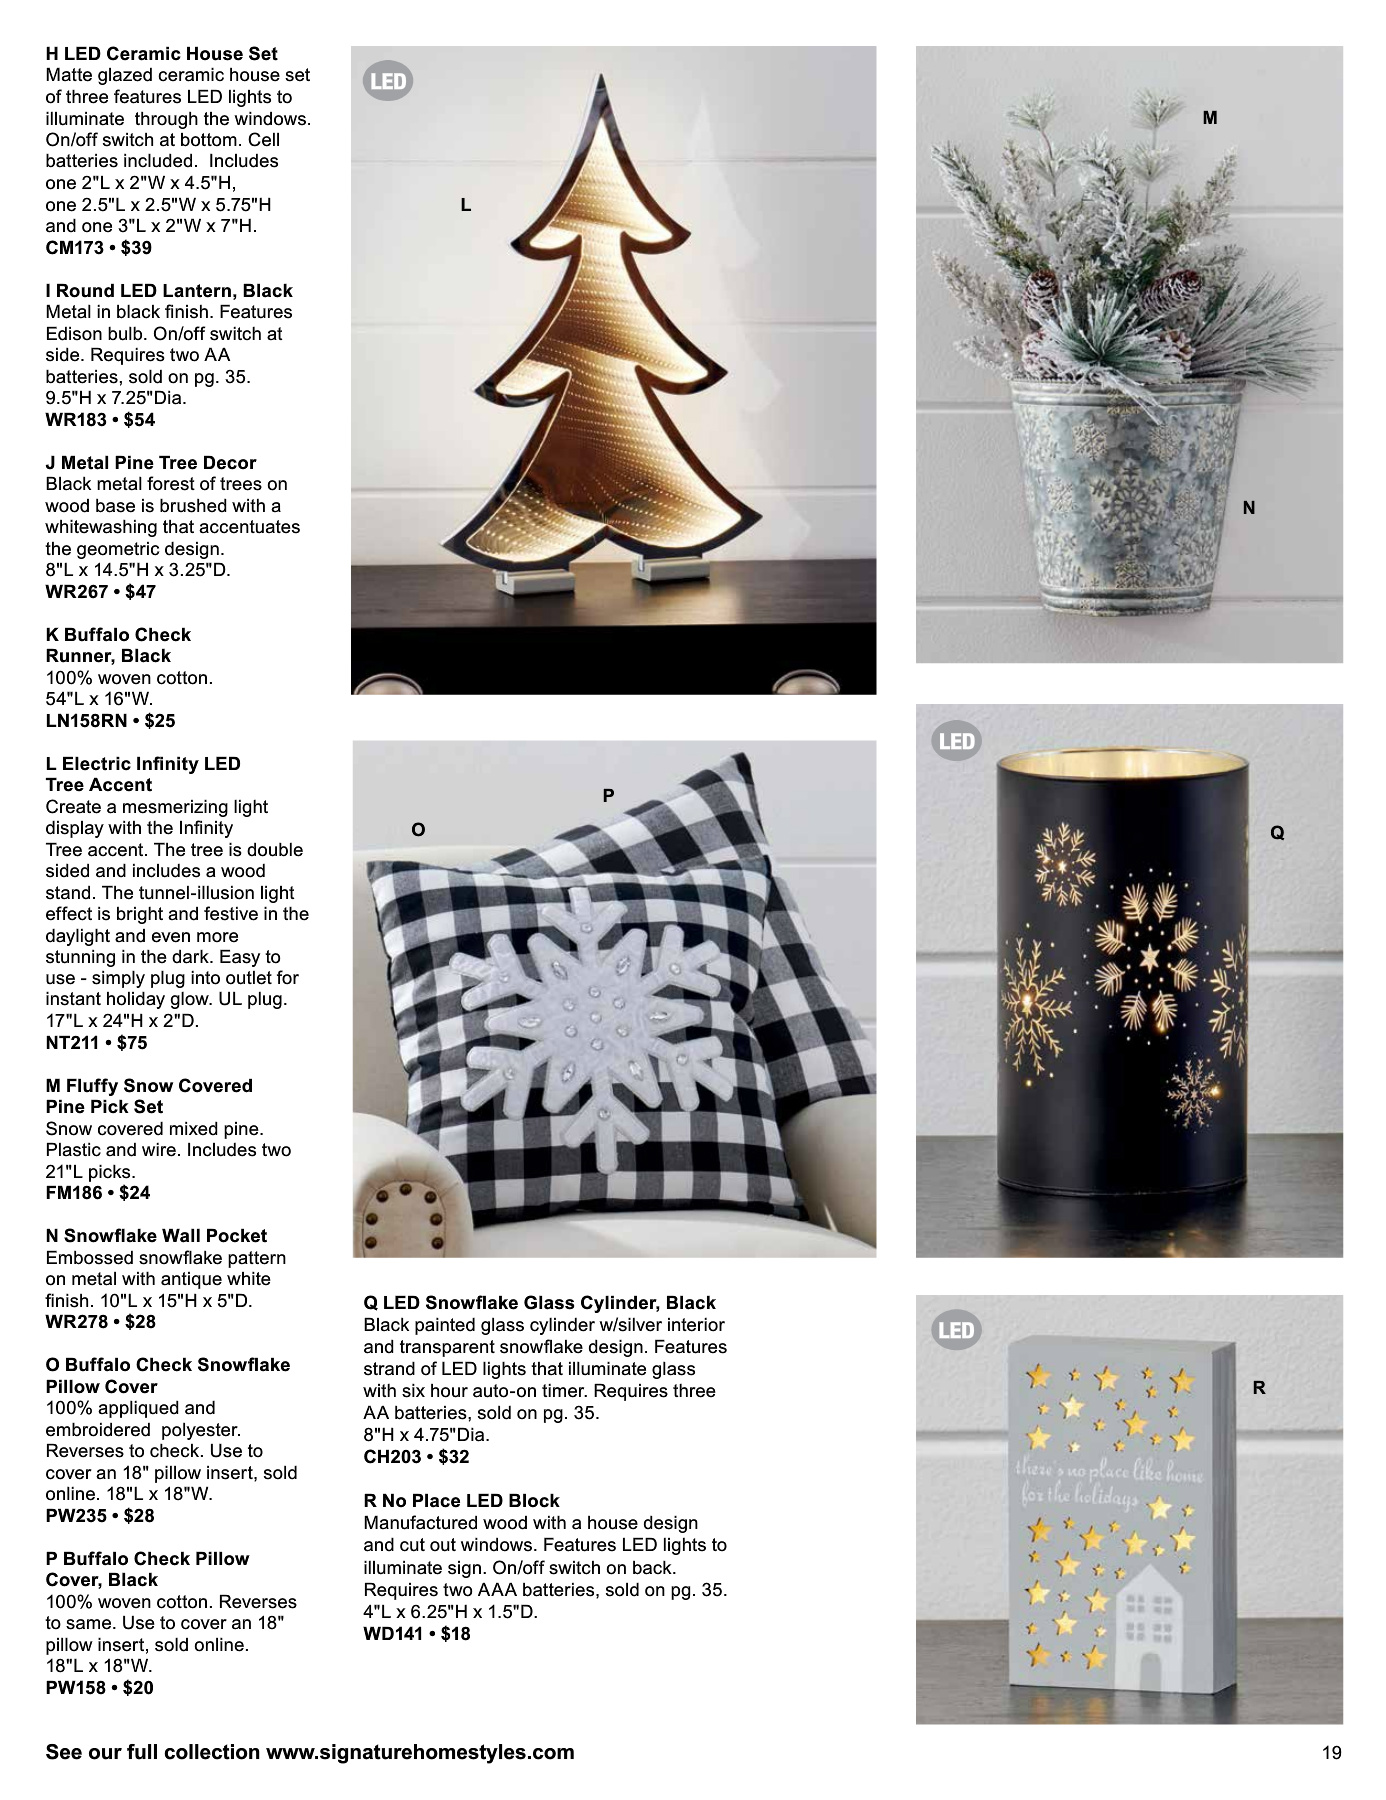 H LED Ceramic House Set
Matte glazed ceramic house set
of three features LED lights to
illuminate  through the windows.
On/off switch at bottom. Cell
batteries included.  Includes
one 2"L x 2"W x 4.5"H,
one 2.5"L x 2.5"W x 5.75"H
and one 3"L x 2"W x 7"H.
CM173 • $39
I Round LED Lantern, Black
Metal in black finish. Features
Edison bulb. On/off switch at
side. Requires two AA
batteries, sold on pg. 35.
9.5"H x 7.25"Dia.
WR183 • $54
J Metal Pine Tree Decor
Black metal forest of trees on
wood base is brushed with a
whitewashing that accentuates
the geometric design.
8"L x 14.5"H x 3.25"D.
WR267 • $47
K Buffalo Check
Runner, Black
100% woven cotton.
54"L x 16"W.
LN158RN • $25
L Electric Infinity LED
Tree Accent
Create a mesmerizing light
display with the Infinity
Tree accent. The tree is double
sided and includes a wood
stand. The tunnel-illusion light
effect is bright and festive in the
daylight and even more
stunning in the dark. Easy to
use - simply plug into outlet for
instant holiday glow. UL plug.
17"L x 24"H x 2"D.
NT211 • $75
M Fluffy Snow Covered
Pine Pick Set
Snow covered mixed pine.
Plastic and wire. Includes two
21"L picks.
FM186 • $24
N Snowflake Wall Pocket
Embossed snowflake pattern
on metal with antique white
finish. 10"L x 15"H x 5"D.
WR278 • $28
O Buffalo Check Snowflake
Pillow Cover
100% appliqued and
embroidered  polyester.
Reverses to check. Use to
cover an 18" pillow insert, sold
online. 18"L x 18"W.
PW235 • $28
P Buffalo Check Pillow
Cover, Black
100% woven cotton. Reverses
to same. Use to cover an 18"
pillow insert, sold online.
18"L x 18"W.
PW158 • $20
LED
L
M
N
O
P
LED
Q
Q LED Snowflake Glass Cylinder, Black
Black painted glass cylinder w/silver interior
and transparent snowflake design. Features
strand of LED lights that illuminate glass
with six hour auto-on timer. Requires three
AA batteries, sold on pg. 35.
8"H x 4.75"Dia.
CH203 • $32
R No Place LED Block
Manufactured wood with a house design
and cut out windows. Features LED lights to
illuminate sign. On/off switch on back.
Requires two AAA batteries, sold on pg. 35.
4"L x 6.25"H x 1.5"D.
WD141 • $18
LED
R
there's no place like home
for the holidays
See our full collection www.signaturehomestyles.com
19